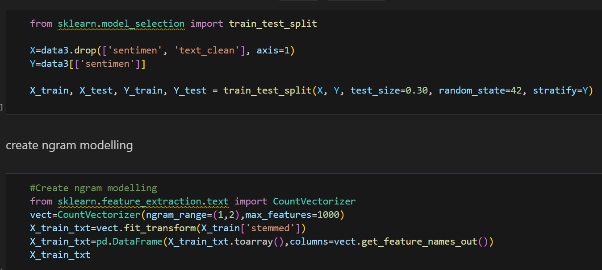 from sklearn.model_selection import train_test_split
X=data3.drop(['sentimen', 'text_clean'], axis=1)
Y=data3[['sentimen']]
X_train, X_test, Y_train, Y_test = train_test_split(X, Y, test_size=0.30, random_state=42, stratify=Y)
create ngram modelling
#Create ngram modelling
from sklearn.feature_extraction.text import CountVectorizer
vect=CountVectorizer(ngram_range=(1,2),max_features=1000)
X_train_txt=vect.fit_transform(X_train['stemmed'])
X_train_txt=pd.DataFrame(X_train_txt.toarray(),columns=vect.get_feature_names_out())
X_train_txt